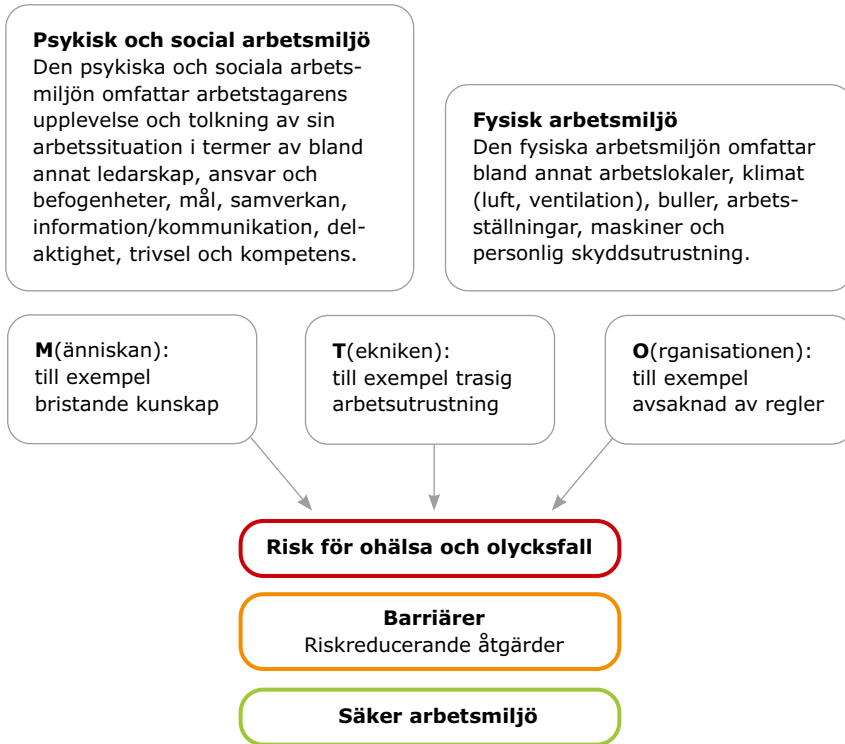 Psykisk och social arbetsmiljö
Den psykiska och sociala arbets-
miljön omfattar arbetstagarens
upplevelse och tolkning av sin
arbetssituation i termer av bland
annat ledarskap, ansvar och
befogenheter, mål, samverkan,
information/kommunikation, del-
aktighet, trivsel och kompetens.
Fysisk arbetsmiljö
Den fysiska arbetsmiljön omfattar
bland annat arbetslokaler, klimat
(luft, ventilation), buller, arbets-
ställningar, maskiner och
personlig skyddsutrustning.
M(änniskan):
till exempel
bristande kunskap
T(ekniken):
till exempel trasig
arbetsutrustning
O(rganisationen):
till exempel
avsaknad av regler
Risk för ohälsa och olycksfall
Barriärer
Riskreducerande åtgärder
Säker arbetsmiljö